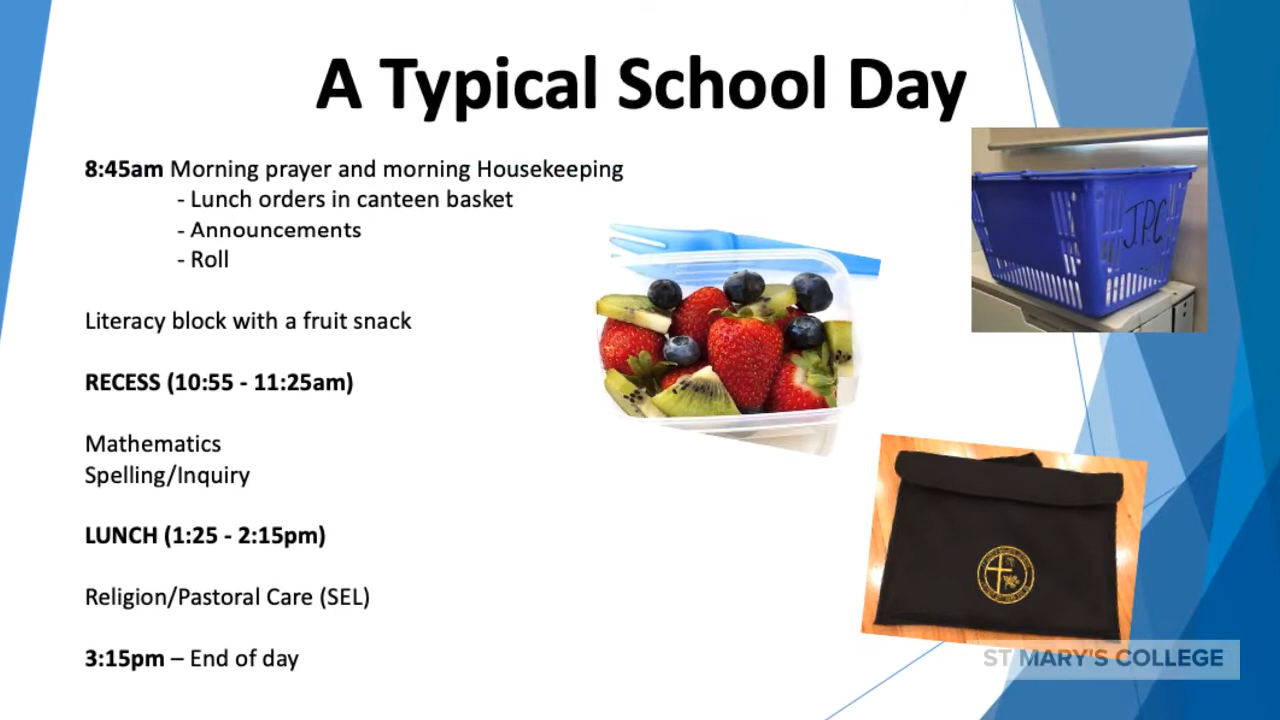 A Typical School Day
8:45am Morning prayer and morning Housekeeping
- Lunch orders in canteen basket
- Announcements
- Roll
Literacy block with a fruit snack
RECESS (10:55 - 11:25am)
Mathematics
Spelling/Inquiry
LUNCH (1:25 - 2:15pm)
Religion/Pastoral Care (SEL)
3:15pm – End of day
J.P.C
ST MARY'S COLLEGE